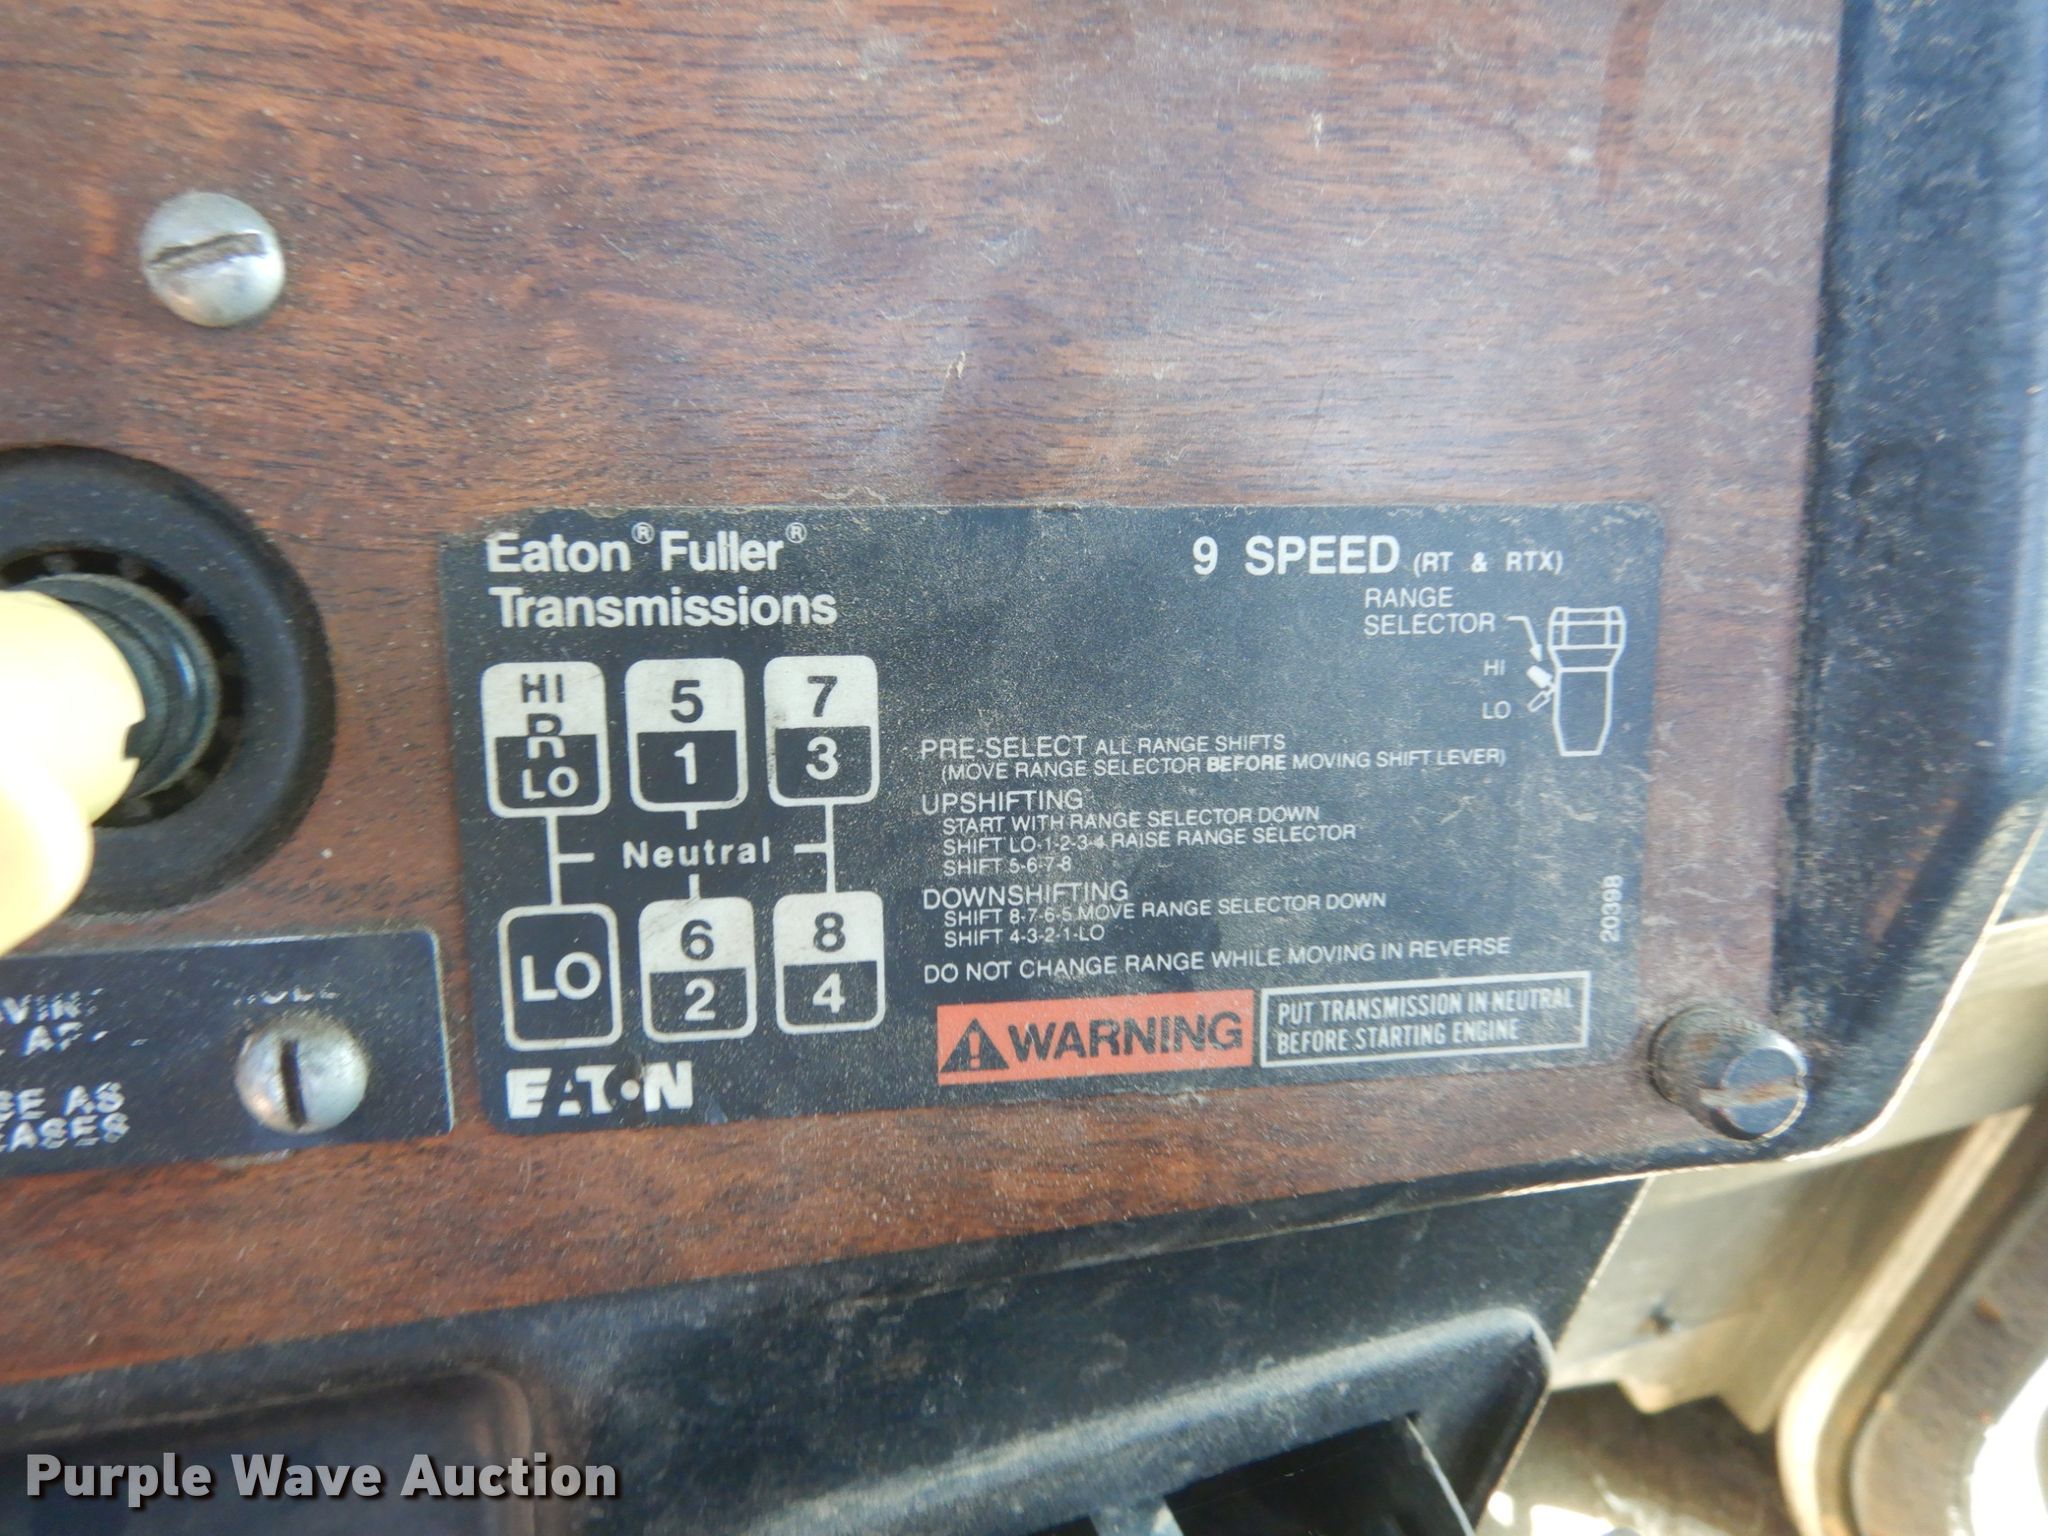 Eaton® Fuller®
Transmissions
9 SPEED (RT & RTX)
RANGE
SELECTOR
HI
LO
HI
R
LO
5
1
7
3
Neutral
LO
6
2
8
4
EATON
PRE-SELECT ALL RANGE SHIFTS
(MOVE RANGE SELECTOR BEFORE MOVING SHIFT LEVER)
UPSHIFTING
START WITH RANGE SELECTOR DOWN
SHIFT LO-1-2-3-4 RAISE RANGE SELECTOR
SHIFT 5-6-7-8
DOWNSHIFTING
SHIFT 8-7-6-5 MOVE RANGE SELECTOR DOWN
SHIFT 4-3-2-1-LO
DO NOT CHANGE RANGE WHILE MOVING IN REVERSE
WARNING
PUT TRANSMISSION IN NEUTRAL
BEFORE STARTING ENGINE
20398
AS
Purple Wave Auction